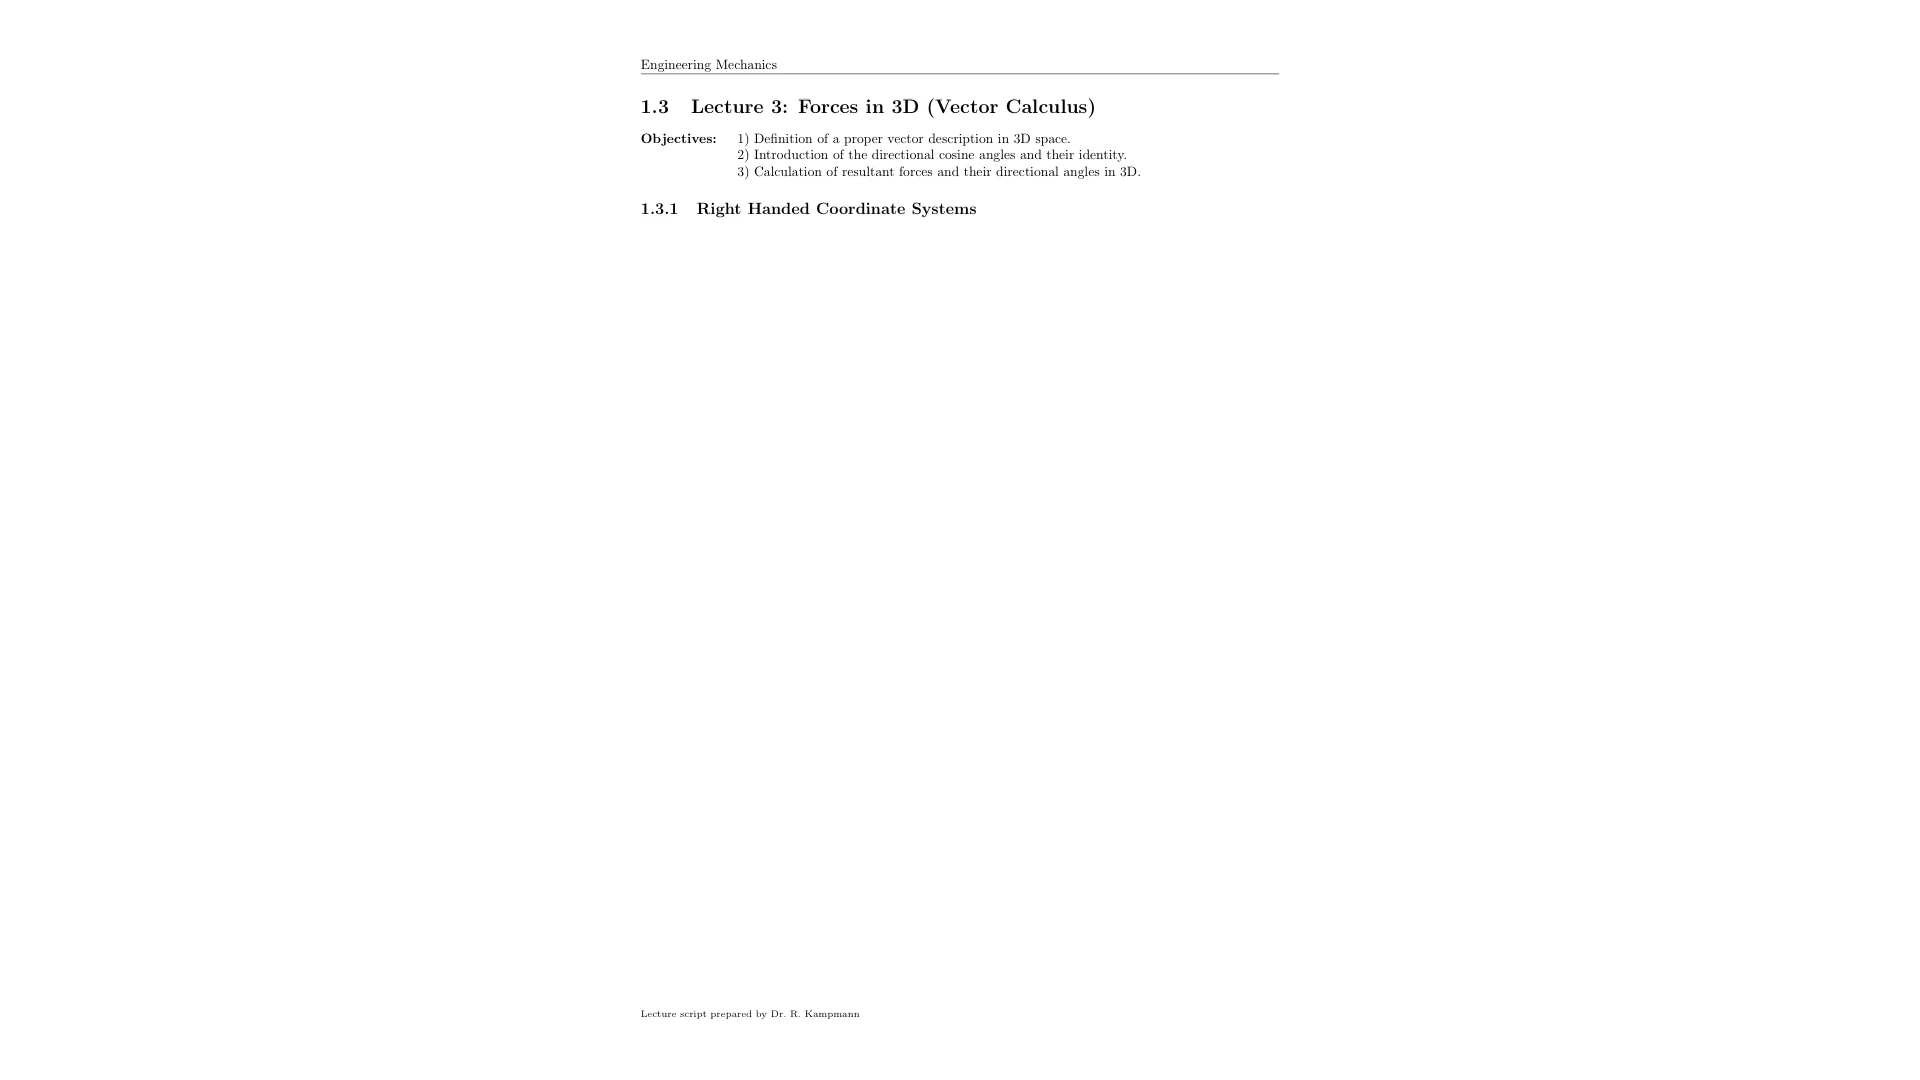 Engineering Mechanics
1.3 Lecture 3: Forces in 3D (Vector Calculus)
Objectives: 1) Definition of a proper vector description in 3D space.
2) Introduction of the directional cosine angles and their identity.
3) Calculation of resultant forces and their directional angles in 3D.
1.3.1 Right Handed Coordinate Systems
Lecture script prepared by Dr. R. Kampmann